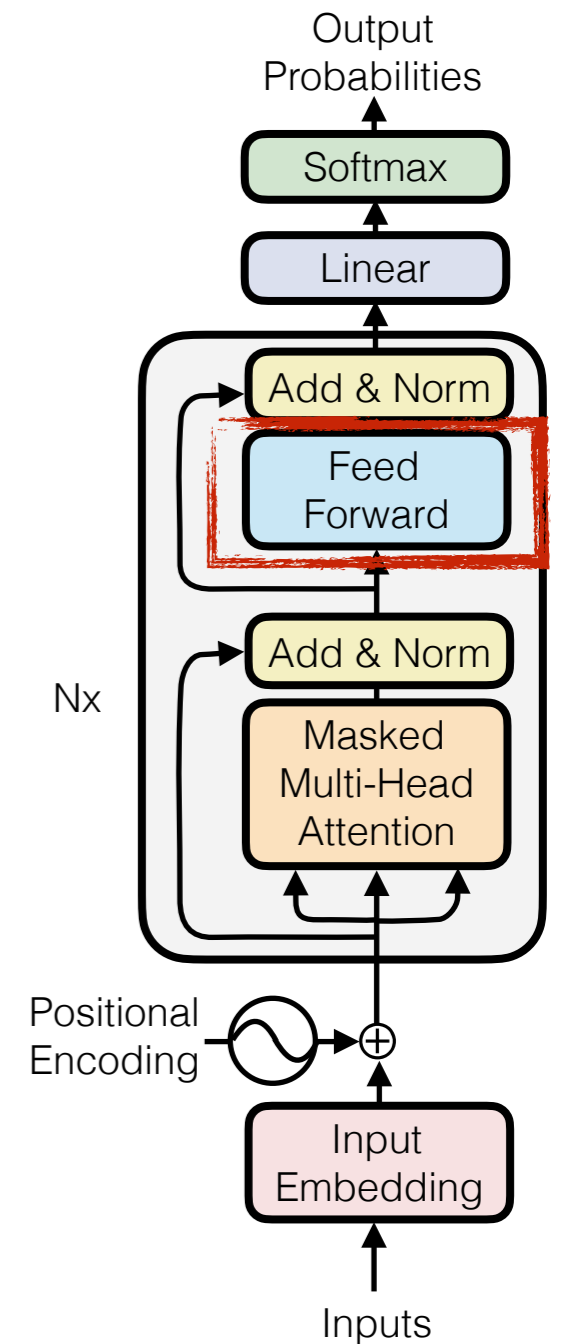 Output
Probabilities
Softmax
Linear
Add & Norm
Feed
Forward
Add & Norm
Nx
Masked
Multi-Head
Attention
Positional
Encoding
Input
Embedding
Inputs